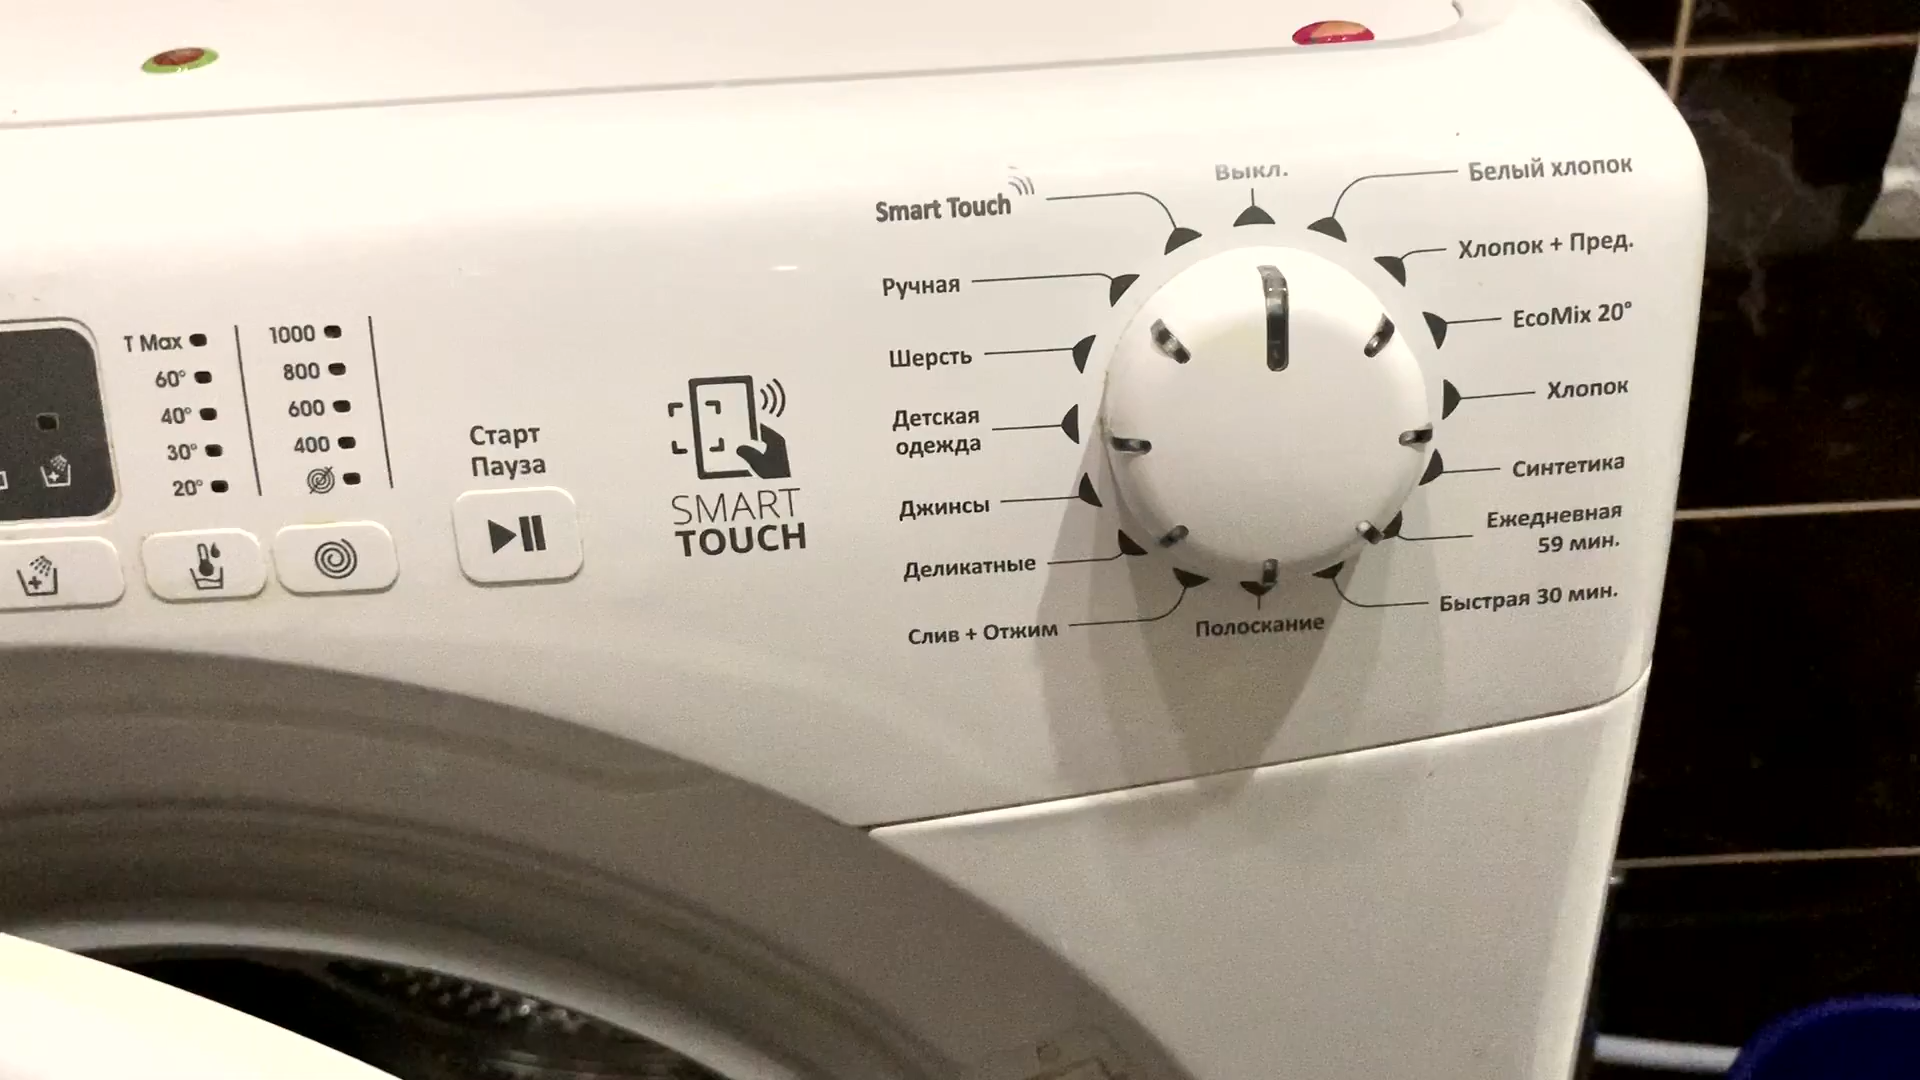 T Max
60°
40°
30°
20°
1000
800
600
400
Старт
Пауза
SMART
TOUCH
Выкл.
Smart Touch
Ручная
Шерсть
Детская
одежда
Джинсы
Деликатные
Слив + Отжим
Полоскание
Белый хлопок
Хлопок + Пред.
EcoMix 20°
Хлопок
Синтетика
Ежедневная
59 мин.
Быстрая 30 мин.